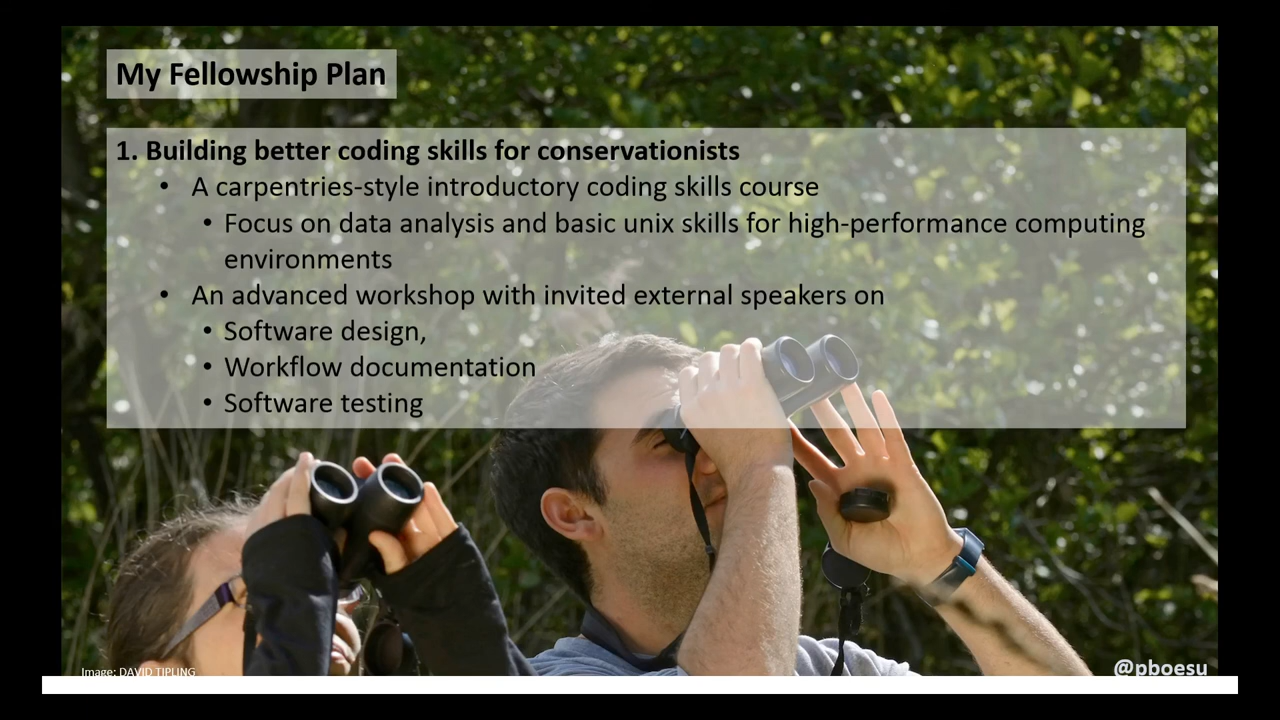 My Fellowship Plan
1. Building better coding skills for conservationists
• A carpentries-style introductory coding skills course
• Focus on data analysis and basic unix skills for high-performance computing
environments
• An advanced workshop with invited external speakers on
• Software design,
• Workflow documentation
• Software testing
Image: DAVID TIPLING
@pboesu